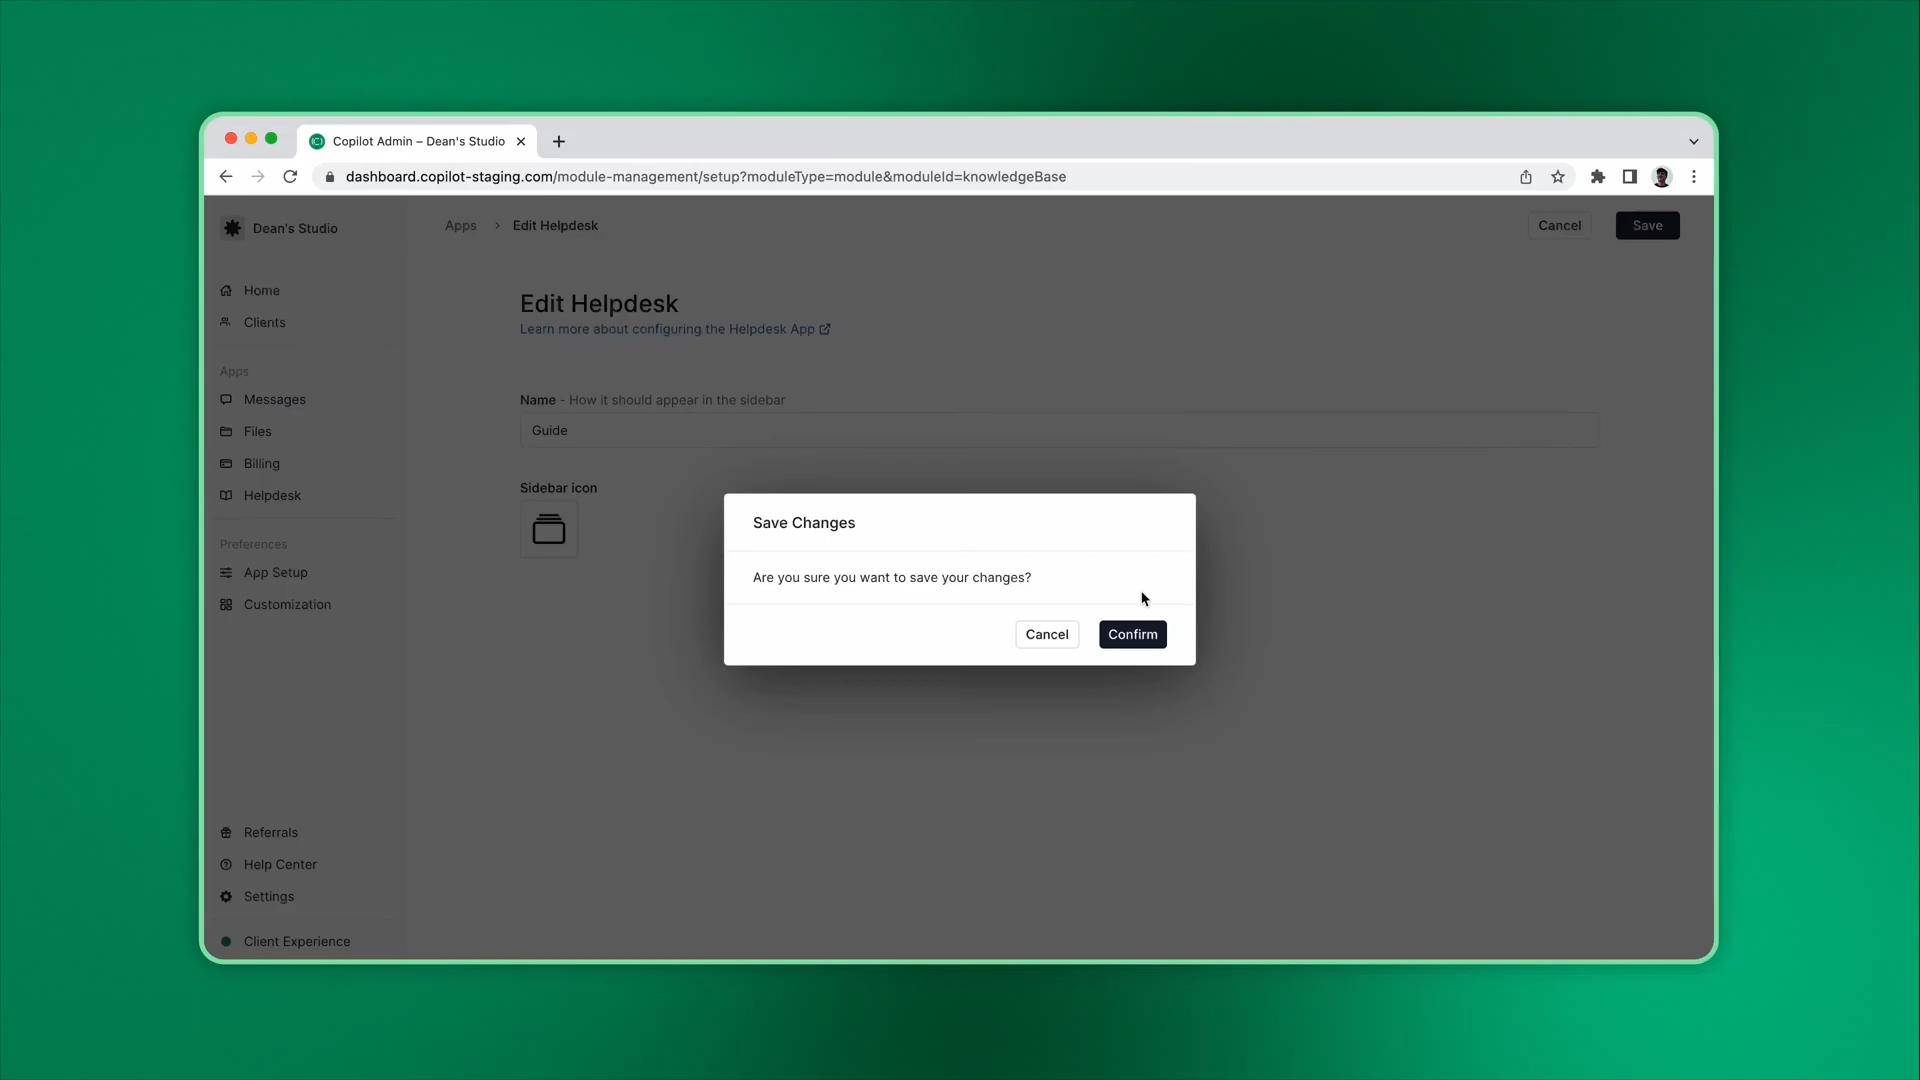 Copilot Admin – Dean's Studio
dashboard.copilot-staging.com/module-management/setup?moduleType=module&moduleId=knowledgeBase
Dean's Studio
Apps > Edit Helpdesk
Cancel
Save
Home
Clients
Apps
Messages
Files
Billing
Helpdesk
Preferences
App Setup
Customization
Referrals
Help Center
Settings
Client Experience
Edit Helpdesk
Learn more about configuring the Helpdesk App
Name - How it should appear in the sidebar
Guide
Sidebar icon
Save Changes
Are you sure you want to save your changes?
Cancel
Confirm